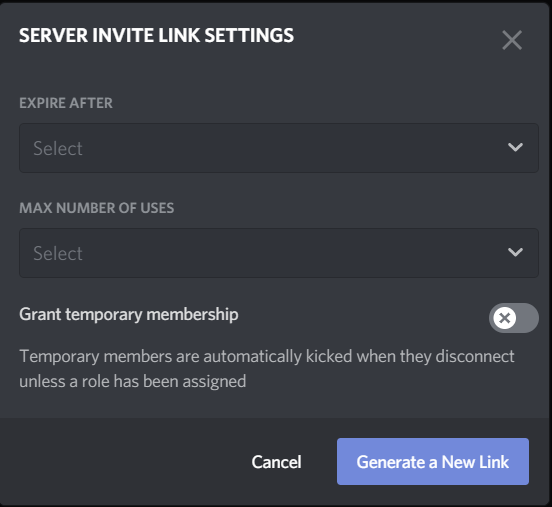 SERVER INVITE LINK SETTINGS
EXPIRE AFTER
Select
MAX NUMBER OF USES
Select
Grant temporary membership
Temporary members are automatically kicked when they disconnect
unless a role has been assigned
Cancel
Generate a New Link